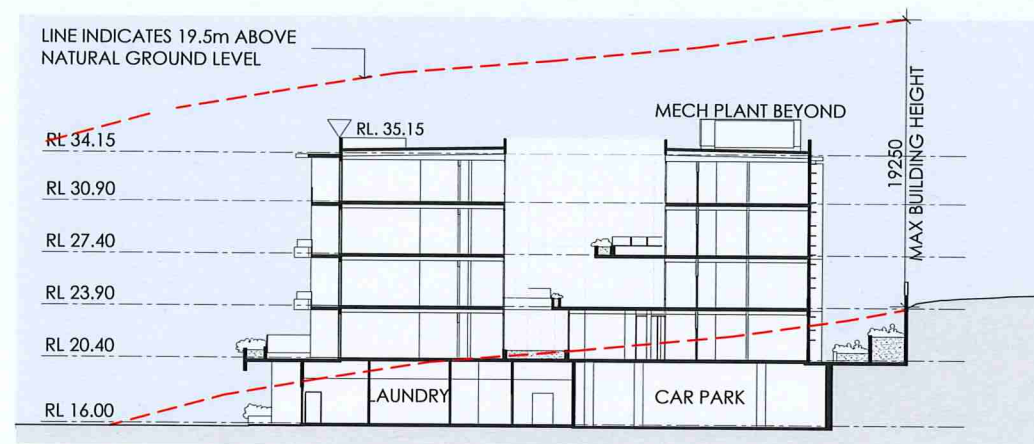 LINE INDICATES 19.5m ABOVE
NATURAL GROUND LEVEL
RL. 35.15
MECH PLANT BEYOND
RL 34.15
RL 30.90
RL 27.40
RL 23.90
RL 20.40
RL 16.00
LAUNDRY
CAR PARK
19250
MAX BUILDING HEIGHT